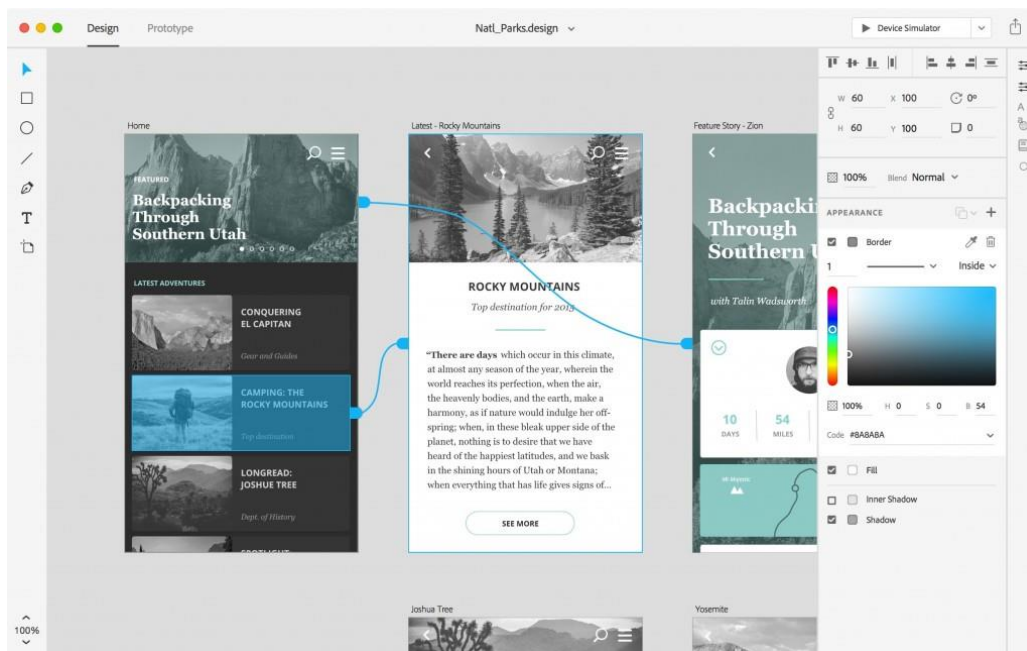 Design Prototype Natl_Parks.design Device Simulator
T
100%
Home
FEATURED
Backpacking
Through
Southern Utah
LATEST ADVENTURES
CONQUERING
EL CAPITAN
Gear and Guides
CAMPING: THE
ROCKY MOUNTAINS
Top destination
LONGREAD:
JOSHUE TREE
Dept. of History
SPOTLIGHT
Latest - Rocky Mountains
ROCKY MOUNTAINS
Top destination for 2015
“There are days which occur in this climate,
at almost any season of the year, wherein the
world reaches its perfection, when the air,
the heavenly bodies, and the earth, make a
harmony, as if nature would indulge her off-
spring; when, in these bleak upper side of the
planet, nothing is to desire that we have
heard of the happiest latitudes, and we bask
in the shining hours of Utah or Montana;
when everything that has life gives signs of...
SEE MORE
Feature Story - Zion
Backpacki
Through
Southern U
with Talin Wadsworth
10 54
DAYS MILES
Joshua Tree
Yosemite
W 60 X 100 0°
H 60 Y 100 0
100% Blend Normal
APPEARANCE
Border
1 Inside
100% H 0 S 0 B 54
Code #8A8A8A
Fill
Inner Shadow
Shadow
A